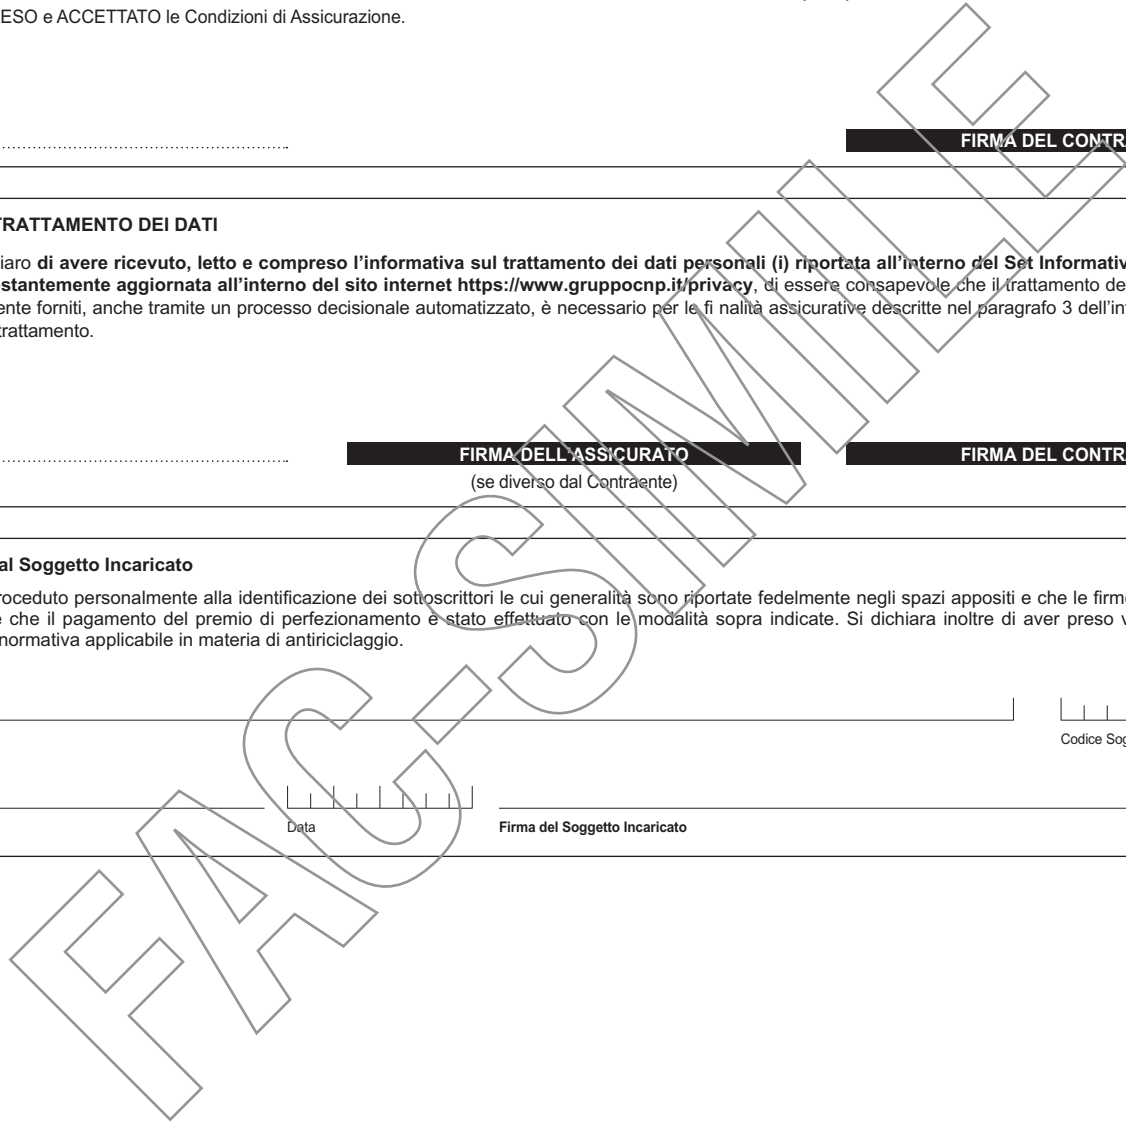 ESO e ACCETTATO le Condizioni di Assicurazione.
FIRMA DEL CONTRA
TRATTAMENTO DEI DATI
iaro di avere ricevuto, letto e compreso l’informativa sul trattamento dei dati personali (i) riportata all’interno del Set Informativ
stantemente aggiornata all’interno del sito internet https://www.gruppocnp.it/privacy, di essere consapevole che il trattamento de
ente forniti, anche tramite un processo decisionale automatizzato, è necessario per le fi nalità assicurative descritte nel paragrafo 3 dell’in
trattamento.
FIRMA DELL’ASSICURATO FIRMA DEL CONTRA
(se diverso dal Contraente)
al Soggetto Incaricato
roceduto personalmente alla identificazione dei sottoscrittori le cui generalità sono riportate fedelmente negli spazi appositi e che le firm
e che il pagamento del premio di perfezionamento è stato effettuato con le modalità sopra indicate. Si dichiara inoltre di aver preso v
normativa applicabile in materia di antiriciclaggio.
Codice Sog
Data Firma del Soggetto Incaricato
FAC-SIMILE